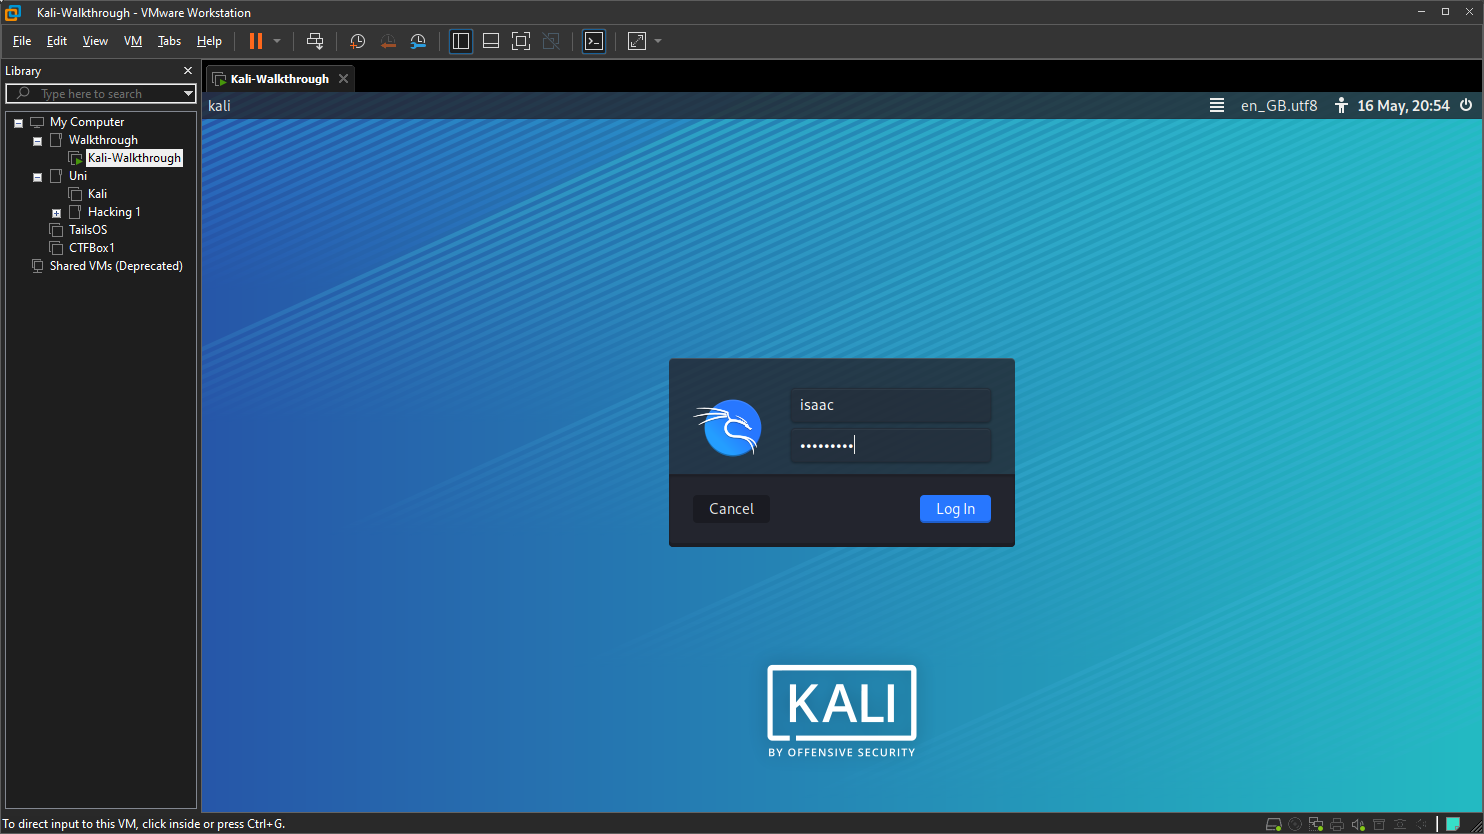 Kali-Walkthrough - VMware Workstation
File Edit View VM Tabs Help
Library
Type here to search
My Computer
Walkthrough
Kali-Walkthrough
Uni
Kali
Hacking 1
TailsOS
CTFBox1
Shared VMs (Deprecated)
Kali-Walkthrough
kali
en_GB.utf8
16 May, 20:54
isaac
•••••••••
Cancel
Log In
KALI
BY OFFENSIVE SECURITY
To direct input to this VM, click inside or press Ctrl+G.